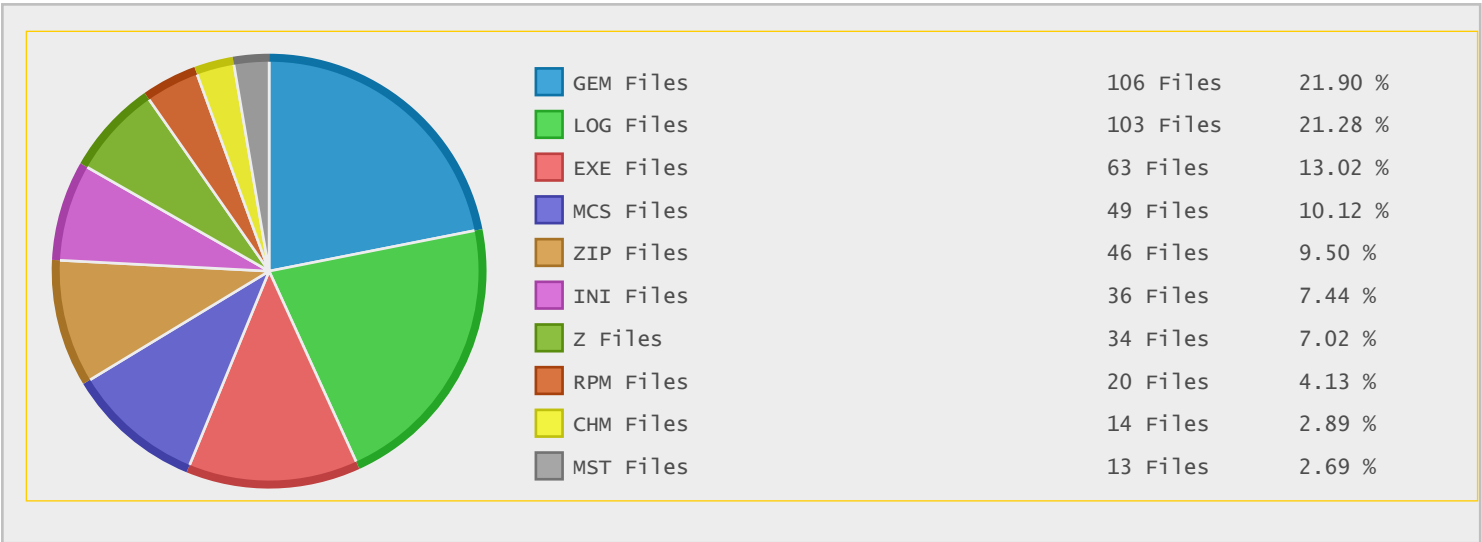 GEM Files 106 Files 21.90 %
LOG Files 103 Files 21.28 %
EXE Files 63 Files 13.02 %
MCS Files 49 Files 10.12 %
ZIP Files 46 Files 9.50 %
INI Files 36 Files 7.44 %
Z Files 34 Files 7.02 %
RPM Files 20 Files 4.13 %
CHM Files 14 Files 2.89 %
MST Files 13 Files 2.69 %